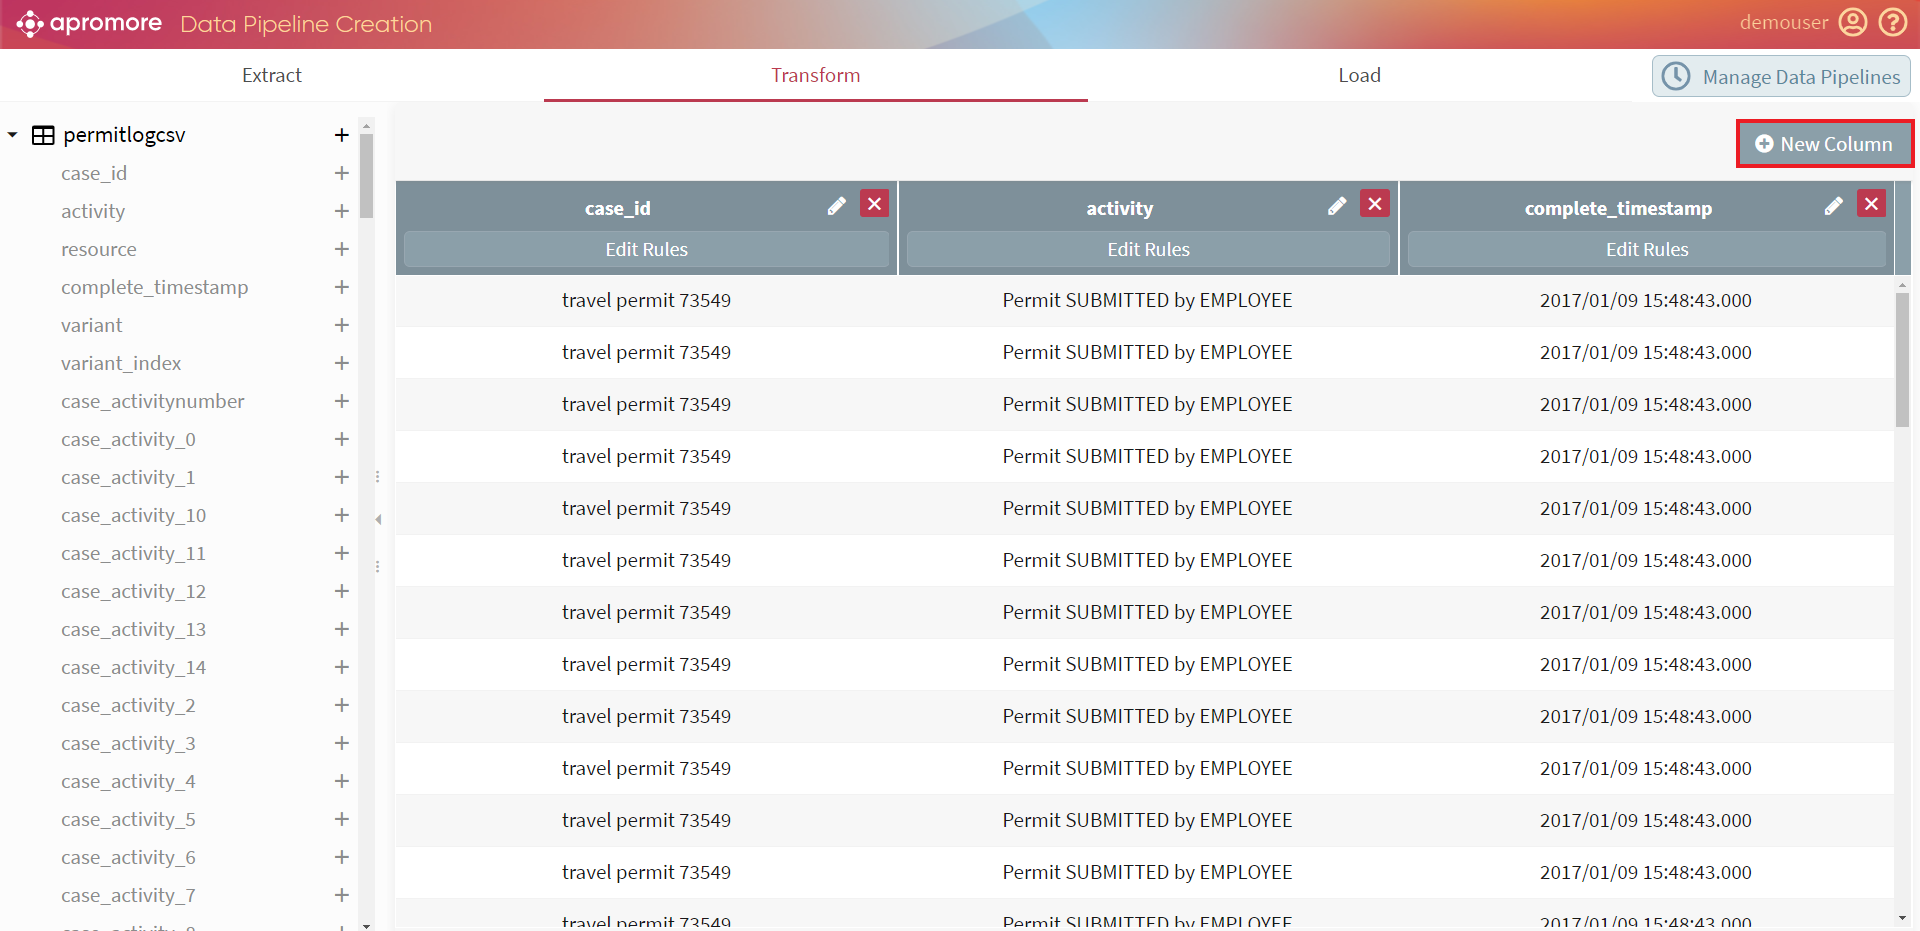 apromore Data Pipeline Creation demouser
Extract Transform Load Manage Data Pipelines
permitlogcsv
case_id
activity
resource
complete_timestamp
variant
variant_index
case_activitynumber
case_activity_0
case_activity_1
case_activity_10
case_activity_11
case_activity_12
case_activity_13
case_activity_14
case_activity_2
case_activity_3
case_activity_4
case_activity_5
case_activity_6
case_activity_7
case_activity_8
New Column
case_id activity complete_timestamp
Edit Rules Edit Rules Edit Rules
travel permit 73549 Permit SUBMITTED by EMPLOYEE 2017/01/09 15:48:43.000
travel permit 73549 Permit SUBMITTED by EMPLOYEE 2017/01/09 15:48:43.000
travel permit 73549 Permit SUBMITTED by EMPLOYEE 2017/01/09 15:48:43.000
travel permit 73549 Permit SUBMITTED by EMPLOYEE 2017/01/09 15:48:43.000
travel permit 73549 Permit SUBMITTED by EMPLOYEE 2017/01/09 15:48:43.000
travel permit 73549 Permit SUBMITTED by EMPLOYEE 2017/01/09 15:48:43.000
travel permit 73549 Permit SUBMITTED by EMPLOYEE 2017/01/09 15:48:43.000
travel permit 73549 Permit SUBMITTED by EMPLOYEE 2017/01/09 15:48:43.000
travel permit 73549 Permit SUBMITTED by EMPLOYEE 2017/01/09 15:48:43.000
travel permit 73549 Permit SUBMITTED by EMPLOYEE 2017/01/09 15:48:43.000
travel permit 73549 Permit SUBMITTED by EMPLOYEE 2017/01/09 15:48:43.000
travel permit 73549 Permit SUBMITTED by EMPLOYEE 2017/01/09 15:48:43.000
travel permit 73549 Permit SUBMITTED by EMPLOYEE 2017/01/09 15:48:43.000